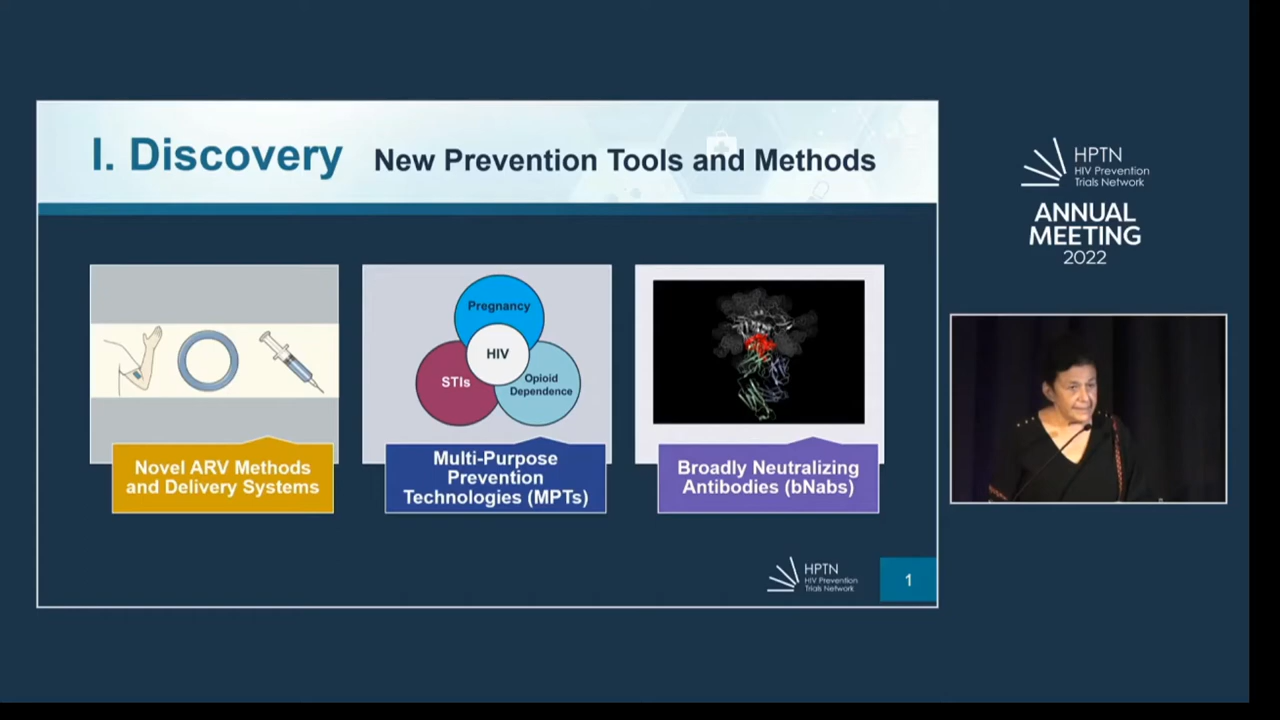 I. Discovery New Prevention Tools and Methods
Pregnancy
HIV
STIs
Opioid
Dependence
Novel ARV Methods
and Delivery Systems
Multi-Purpose
Prevention
Technologies (MPTs)
Broadly Neutralizing
Antibodies (bNabs)
HPTN
HIV Prevention
Trials Network
1
HPTN
HIV Prevention
Trials Network
ANNUAL
MEETING
2022